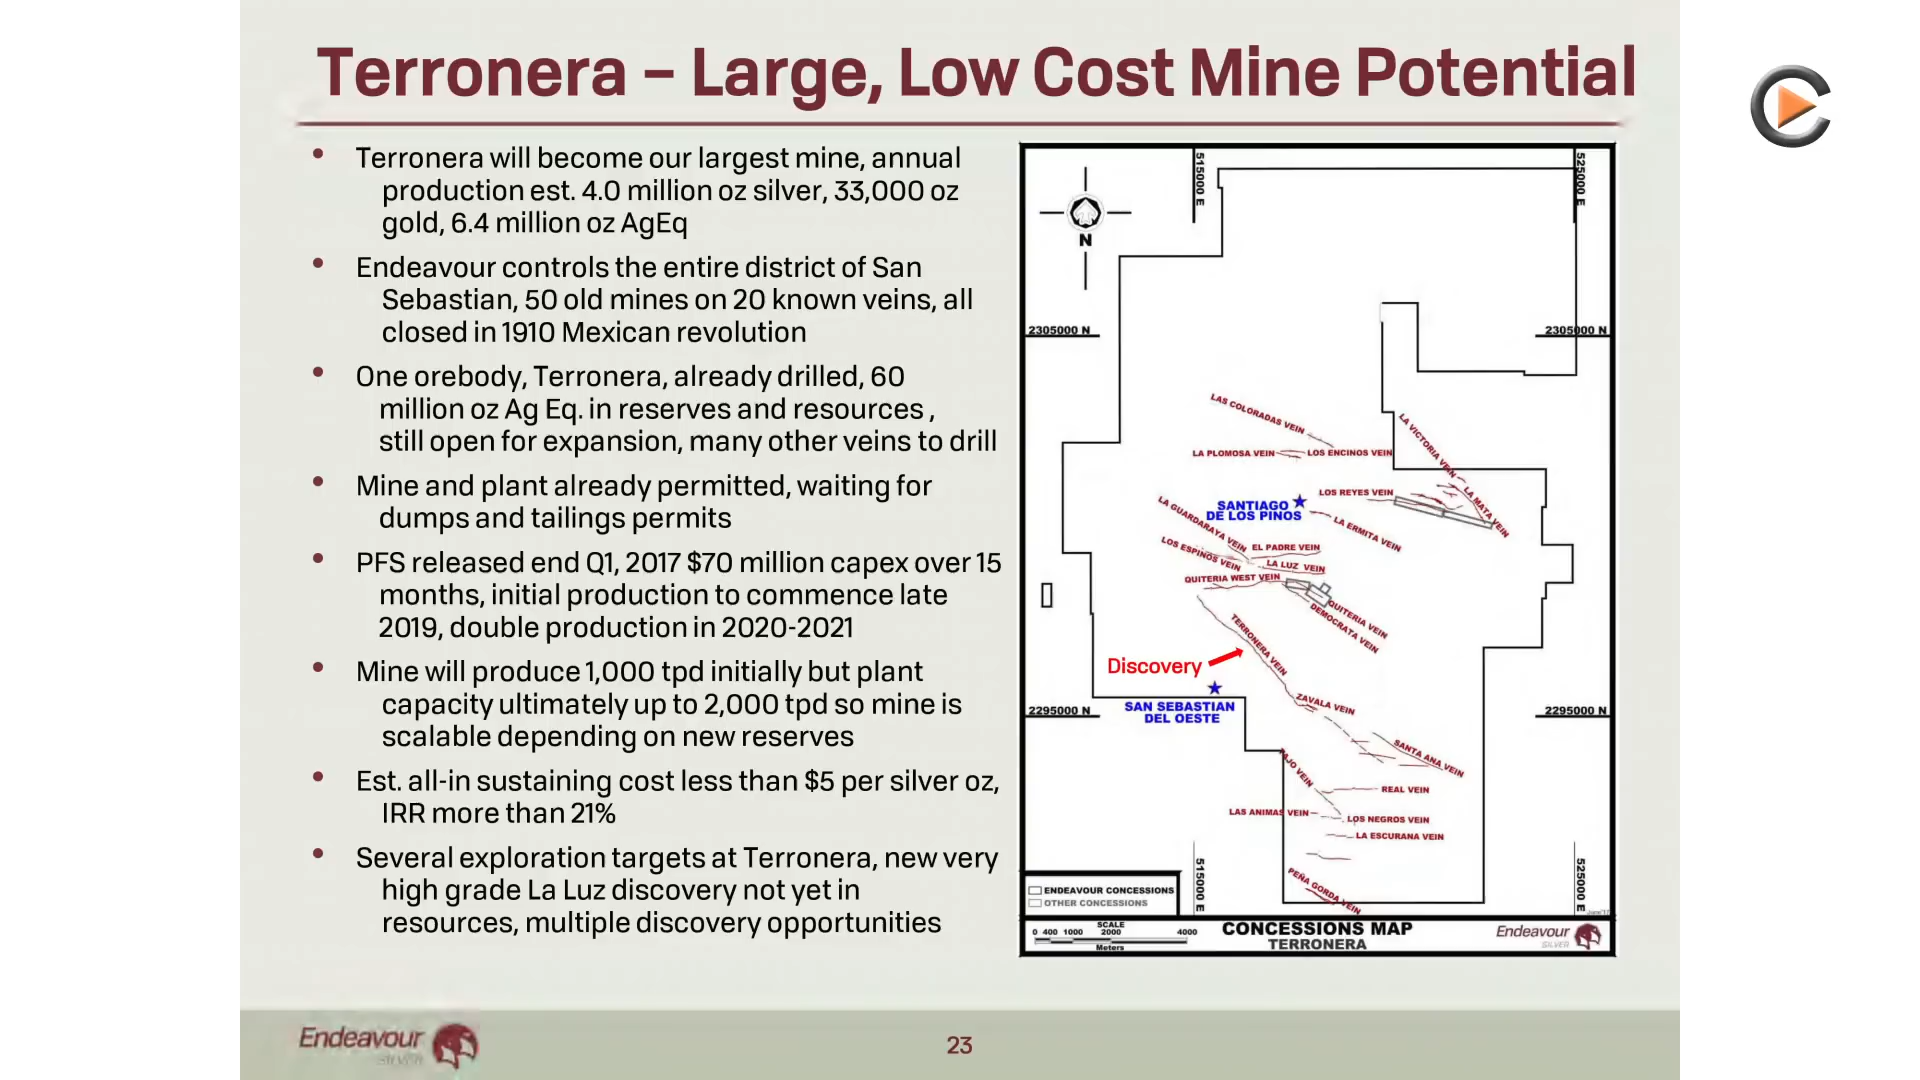 Terronera – Large, Low Cost Mine Potential
• Terronera will become our largest mine, annual
production est. 4.0 million oz silver, 33,000 oz
gold, 6.4 million oz AgEq
• Endeavour controls the entire district of San
Sebastian, 50 old mines on 20 known veins, all
closed in 1910 Mexican revolution
• One orebody, Terronera, already drilled, 60
million oz Ag Eq. in reserves and resources ,
still open for expansion, many other veins to drill
• Mine and plant already permitted, waiting for
dumps and tailings permits
• PFS released end Q1, 2017 $70 million capex over 15
months, initial production to commence late
2019, double production in 2020-2021
• Mine will produce 1,000 tpd initially but plant
capacity ultimately up to 2,000 tpd so mine is
scalable depending on new reserves
• Est. all-in sustaining cost less than $5 per silver oz,
IRR more than 21%
• Several exploration targets at Terronera, new very
high grade La Luz discovery not yet in
resources, multiple discovery opportunities
515000 E
525000 E
N
2305000 N
2305000 N
LAS COLORADAS VEIN
LA VICTORIA VEIN
LA PLOMOSA VEIN
LOS ENCINOS VEIN
LOS REYES VEIN
LA MATA VEIN
SANTIAGO
DE LOS PINOS
LA GUARDARAYA VEIN
LA ERMITA VEIN
LOS ESPINOS VEIN
EL PADRE VEIN
LA LUZ VEIN
QUITERIA WEST VEIN
QUITERIA VEIN
DEMOCRATA VEIN
TERRONERA VEIN
Discovery
SAN SEBASTIAN
DEL OESTE
ZAVALA VEIN
2295000 N
2295000 N
SANTA ANA VEIN
TAJO VEIN
REAL VEIN
LAS ANIMAS VEIN
LOS NEGROS VEIN
LA ESCURANA VEIN
PEÑA GORDA VEIN
515000 E
525000 E
ENDEAVOUR CONCESSIONS
OTHER CONCESSIONS
SCALE
0 400 1000 2000 4000
Meters
CONCESSIONS MAP
TERRONERA
Endeavour
SILVER
Endeavour
SILVER
23